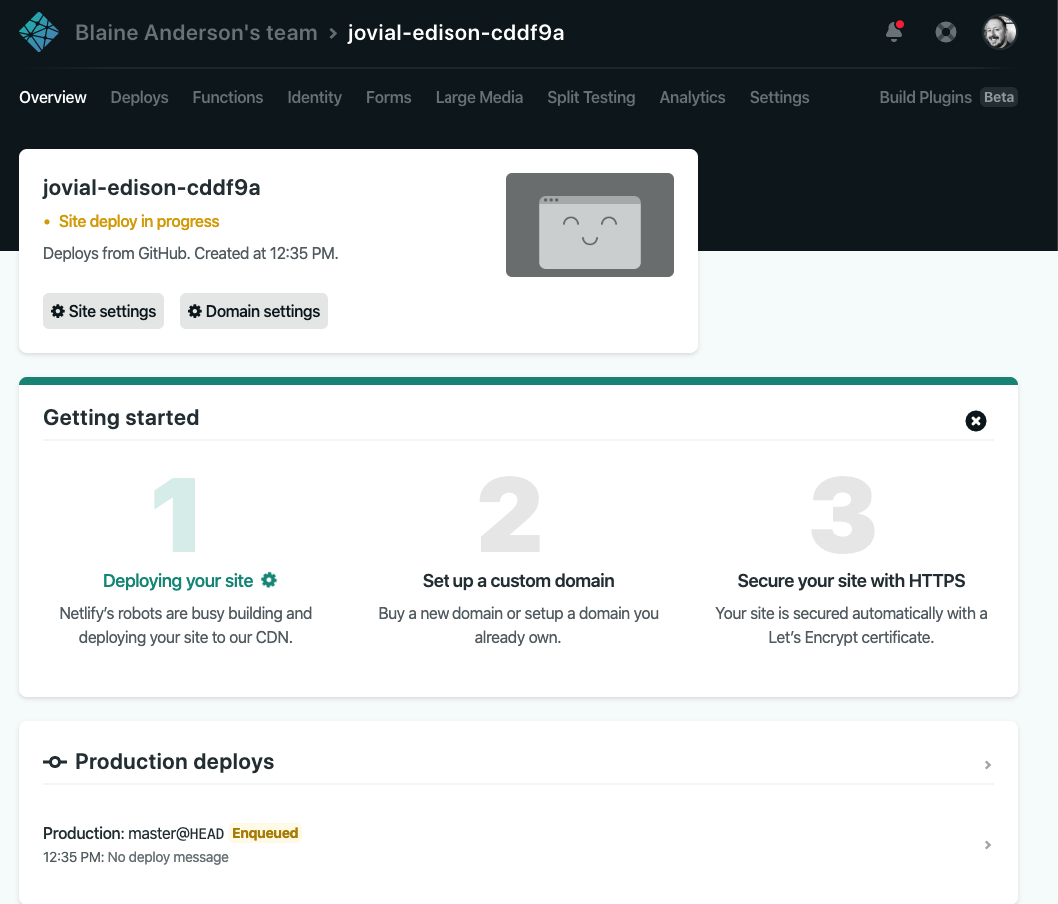 Blaine Anderson's team > jovial-edison-cddf9a
Overview Deploys Functions Identity Forms Large Media Split Testing Analytics Settings Build Plugins Beta
jovial-edison-cddf9a
• Site deploy in progress
Deploys from GitHub. Created at 12:35 PM.
Site settings Domain settings
Getting started
1 2 3
Deploying your site
Netlify’s robots are busy building and
deploying your site to our CDN.
Set up a custom domain
Buy a new domain or setup a domain you
already own.
Secure your site with HTTPS
Your site is secured automatically with a
Let’s Encrypt certificate.
Production deploys
Production: master@HEAD Enqueued
12:35 PM: No deploy message